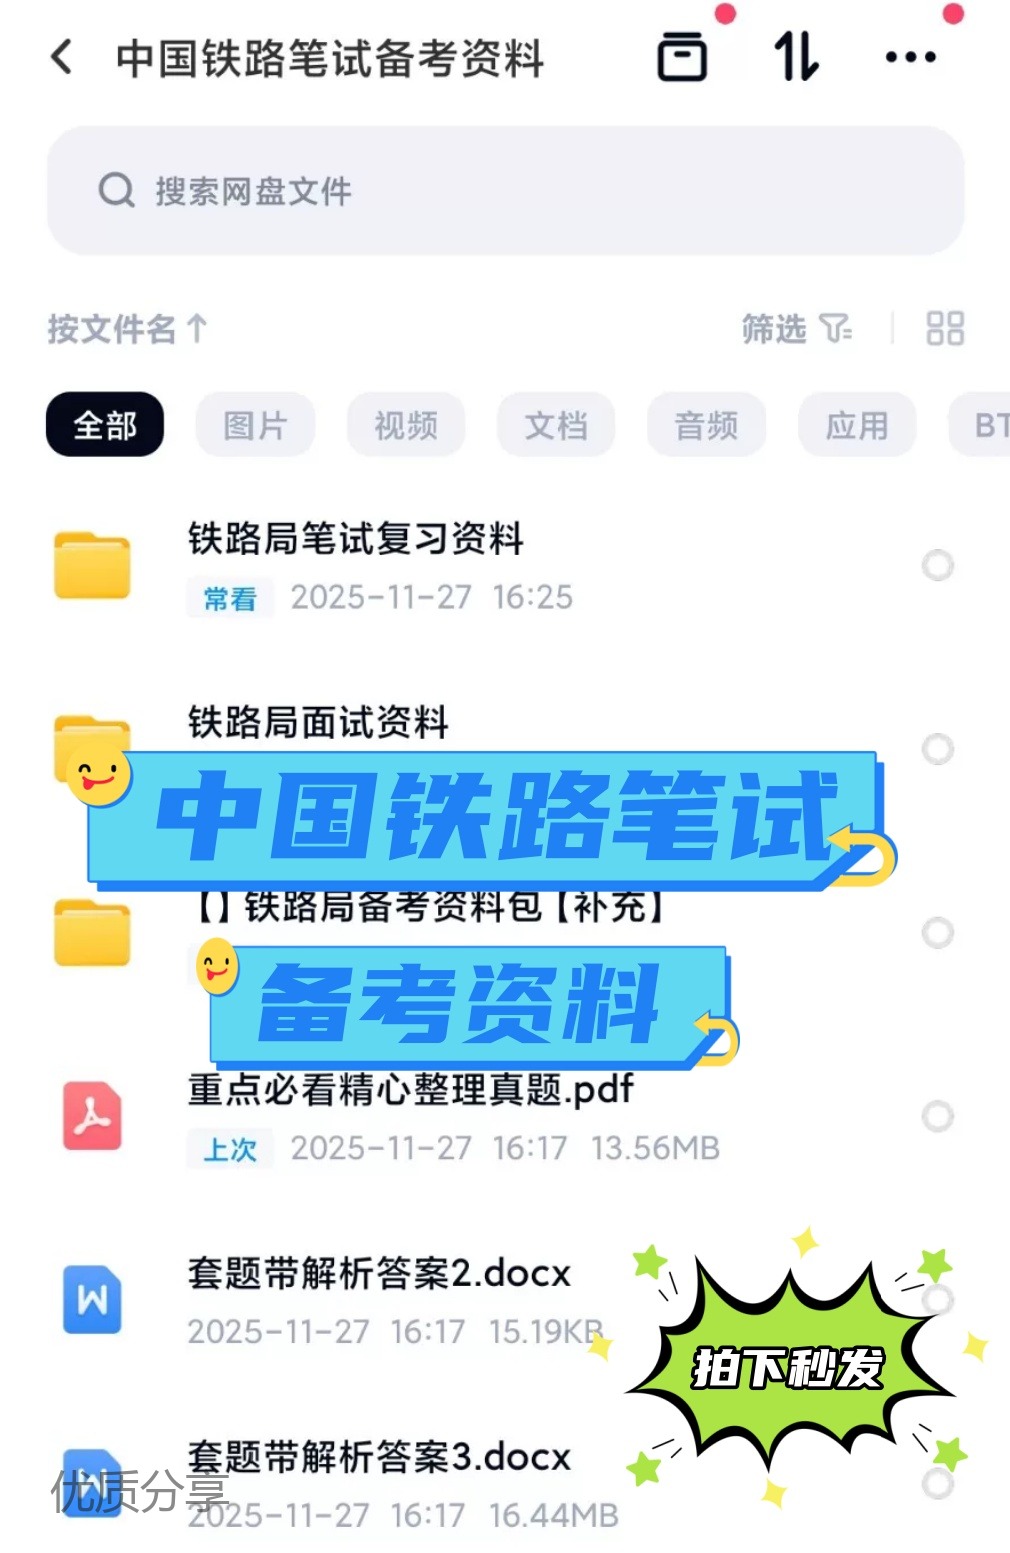 中国铁路笔试备考资料
搜索网盘文件
按文件名↑
筛选
全部 图片 视频 文档 音频 应用 BT
铁路局笔试复习资料
常看 2025-11-27 16:25
铁路局面试资料
中国铁路笔试
【】铁路局备考资料包【补充】
备考资料
重点必看精心整理真题.pdf
上次 2025-11-27 16:17 13.56MB
套题带解析答案2.docx
2025-11-27 16:17 15.19KB
拍下秒发
套题带解析答案3.docx
优质分享
2025-11-27 16:17 16.44MB